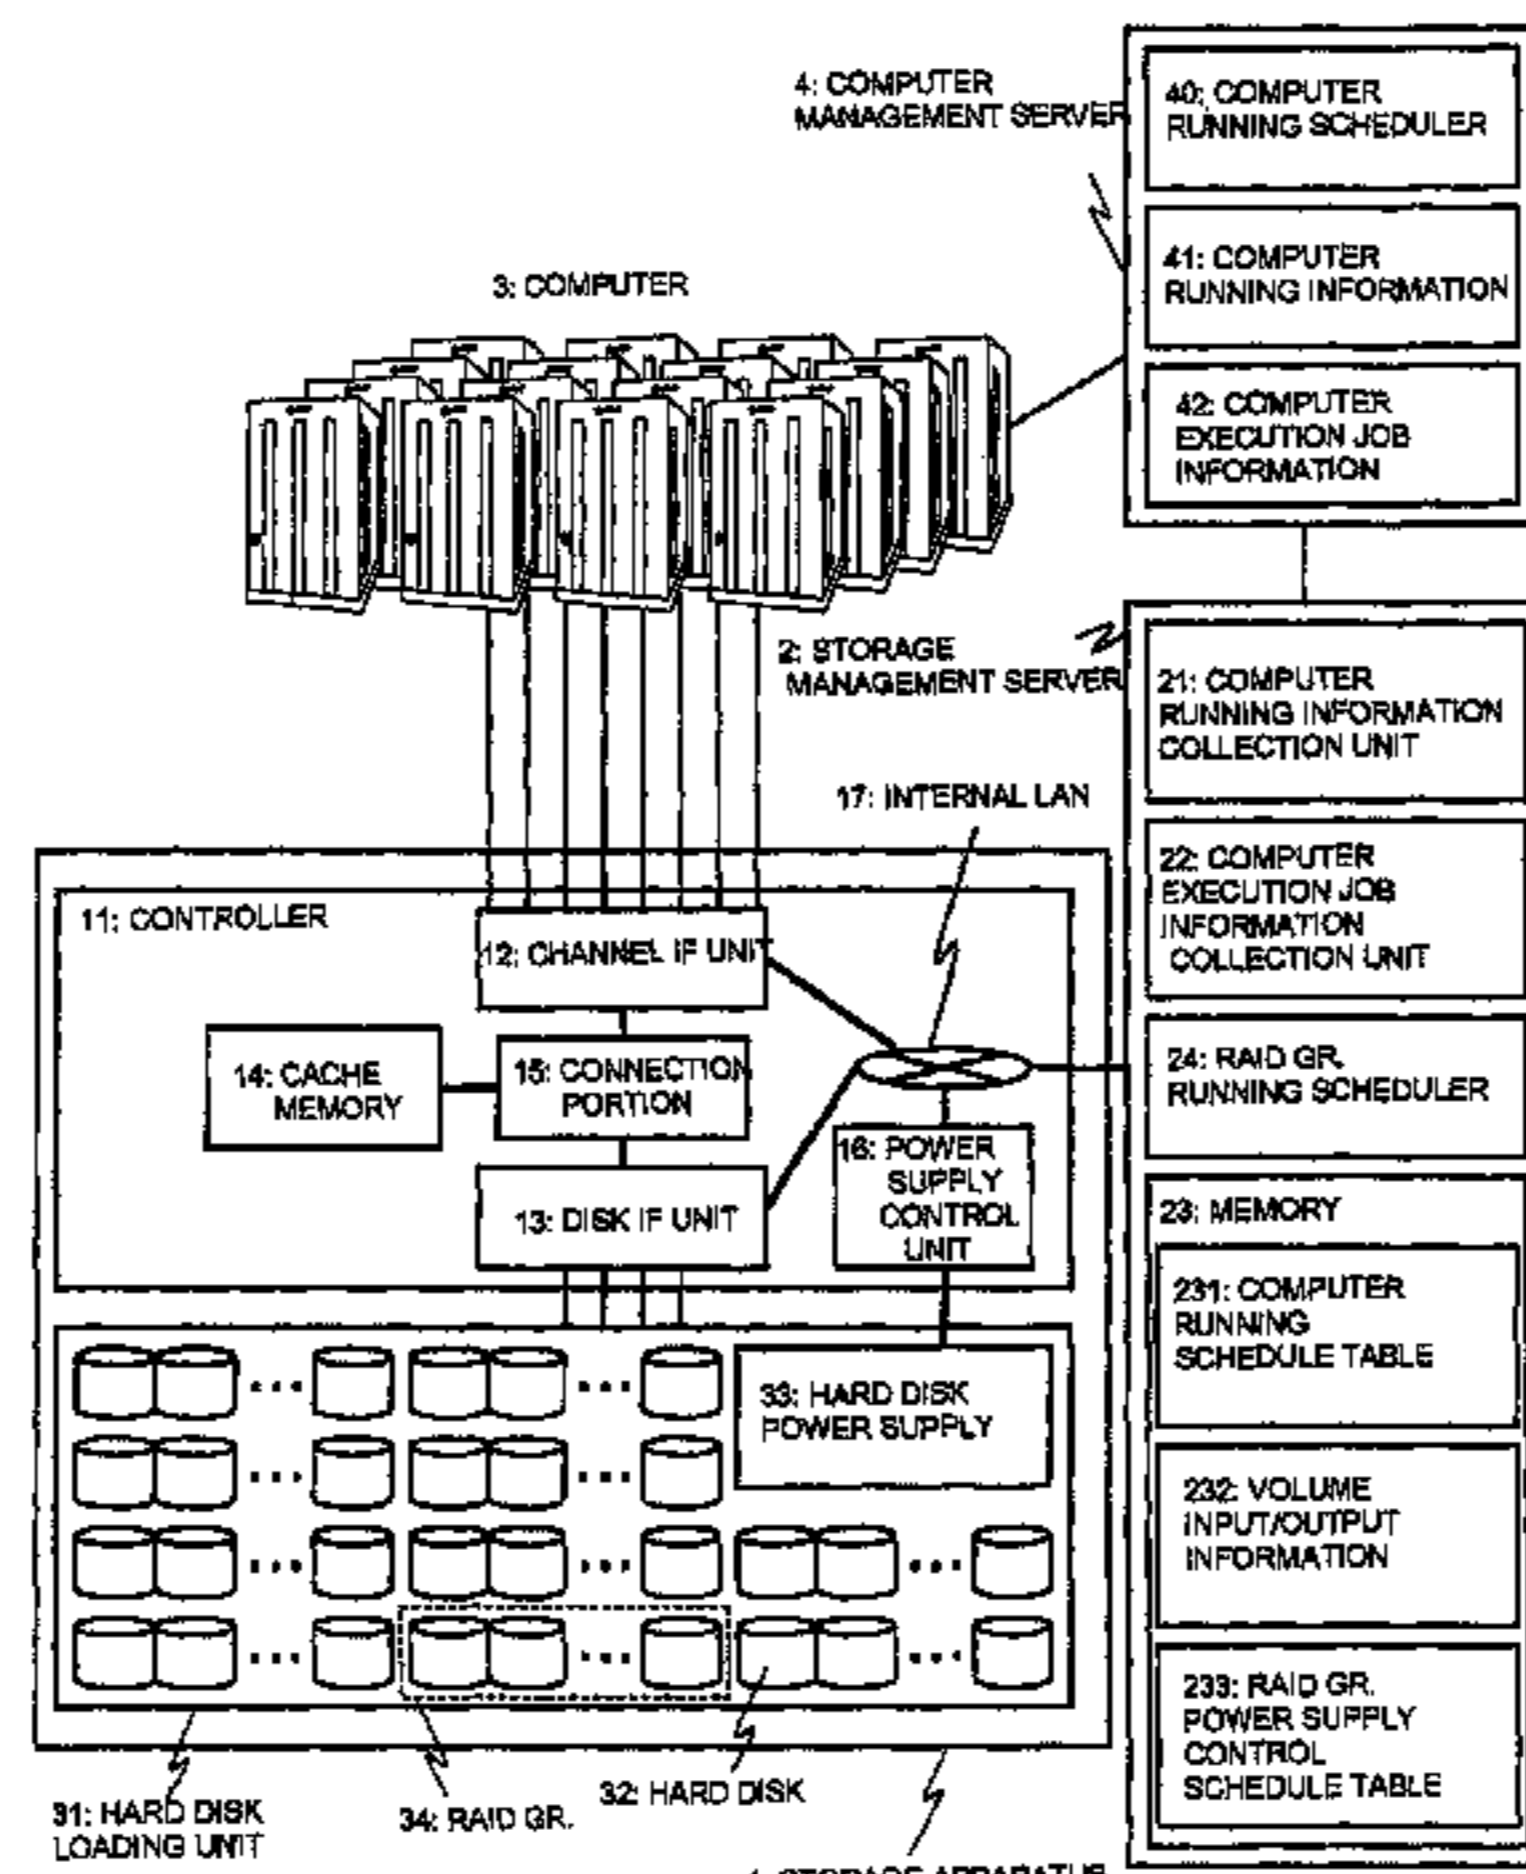 4: COMPUTER
MANAGEMENT SERVER
40: COMPUTER
RUNNING SCHEDULER
41: COMPUTER
RUNNING INFORMATION
42: COMPUTER
EXECUTION JOB
INFORMATION
3: COMPUTER
2: STORAGE
MANAGEMENT SERVER
21: COMPUTER
RUNNING INFORMATION
COLLECTION UNIT
22: COMPUTER
EXECUTION JOB
INFORMATION
COLLECTION UNIT
24: RAID GR.
RUNNING SCHEDULER
23: MEMORY
231: COMPUTER
RUNNING
SCHEDULE TABLE
232: VOLUME
INPUT/OUTPUT
INFORMATION
233: RAID GR.
POWER SUPPLY
CONTROL
SCHEDULE TABLE
17: INTERNAL LAN
11: CONTROLLER
12: CHANNEL IF UNIT
14: CACHE
MEMORY
15: CONNECTION
PORTION
16: POWER
SUPPLY
CONTROL
UNIT
13: DISK IF UNIT
33: HARD DISK
POWER SUPPLY
31: HARD DISK
LOADING UNIT
34: RAID GR.
32: HARD DISK
1: STORAGE APPARATUS